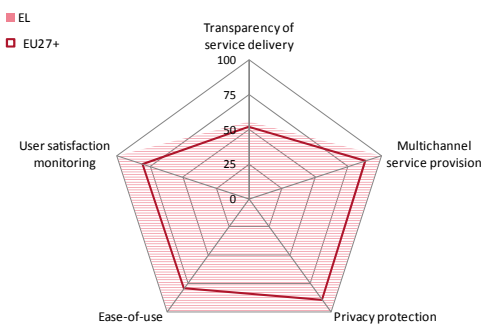 EL
EU27+
Transparency of
service delivery
100
75
50
25
0
User satisfaction
monitoring
Multichannel
service provision
Ease-of-use
Privacy protection